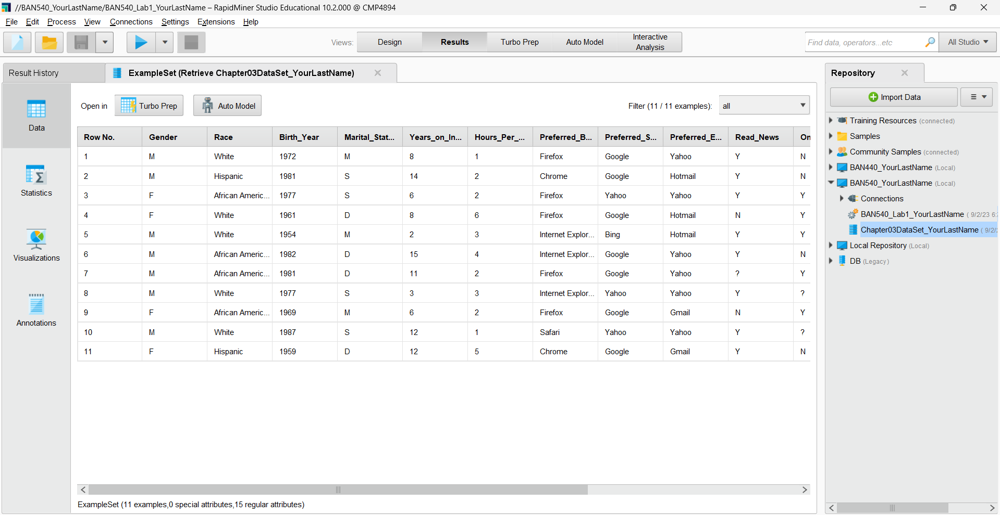 //BAN540_YourLastName/BAN540_Lab1_YourLastName – RapidMiner Studio Educational 10.2.000 @ CMP4894
File Edit Process View Connections Settings Extensions Help
Views: Design Results Turbo Prep Auto Model Interactive Analysis
Find data, operators...etc All Studio
Result History ExampleSet (Retrieve Chapter03DataSet_YourLastName)
Data
Statistics
Visualizations
Annotations
Open in Turbo Prep Auto Model Filter (11 / 11 examples): all
Row No. Gender Race Birth_Year Marital_Stat... Years_on_In... Hours_Per_... Preferred_B... Preferred_S... Preferred_E... Read_News On
1 M White 1972 M 8 1 Firefox Google Yahoo Y N
2 M Hispanic 1981 S 14 2 Chrome Google Hotmail Y N
3 F African Americ... 1977 S 6 2 Firefox Yahoo Yahoo Y Y
4 F White 1961 D 8 6 Firefox Google Hotmail N Y
5 M White 1954 M 2 3 Internet Explor... Bing Hotmail Y Y
6 M African Americ... 1982 D 15 4 Internet Explor... Google Yahoo Y N
7 M African Americ... 1981 D 11 2 Firefox Google Yahoo ? Y
8 M White 1977 S 3 3 Internet Explor... Yahoo Yahoo Y ?
9 F African Americ... 1969 M 6 2 Firefox Google Gmail N Y
10 M White 1987 S 12 1 Safari Yahoo Yahoo Y ?
11 F Hispanic 1959 D 12 5 Chrome Google Gmail Y N
ExampleSet (11 examples,0 special attributes,15 regular attributes)
Repository
Import Data
Training Resources (connected)
Samples
Community Samples (connected)
BAN440_YourLastName (Local)
BAN540_YourLastName (Local)
Connections
BAN540_Lab1_YourLastName ( 9/2/23 6:
Chapter03DataSet_YourLastName ( 9/2/
Local Repository (Local)
DB (Legacy)